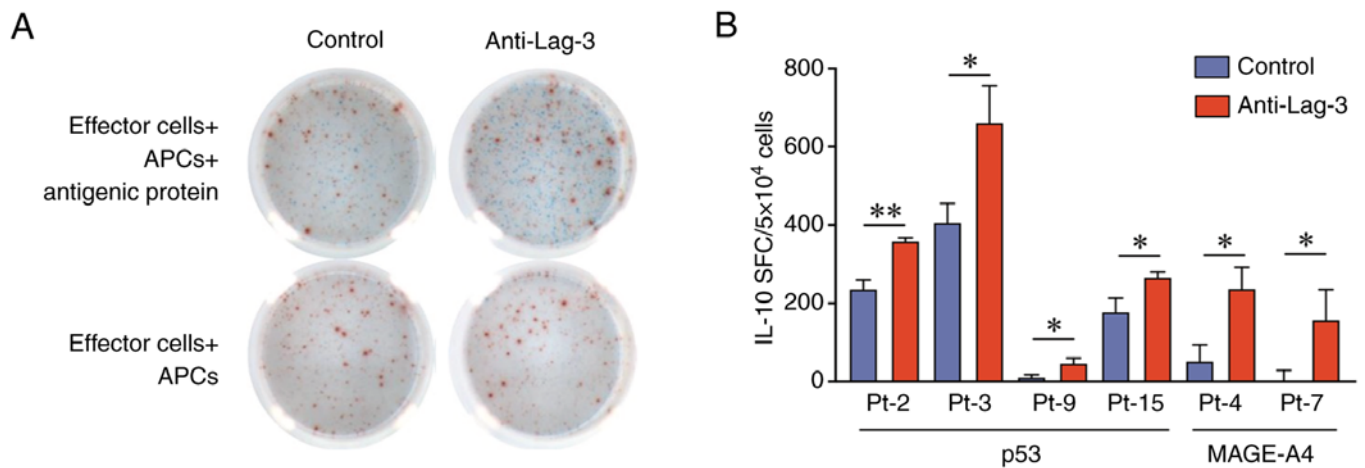 A
Control
Anti-Lag-3
Effector cells+
APCs+
antigenic protein
Effector cells+
APCs
B
Control
Anti-Lag-3
IL-10 SFC/5×10⁴ cells
800
600
400
200
0
**
*
*
*
*
*
Pt-2 Pt-3 Pt-9 Pt-15 Pt-4 Pt-7
p53 MAGE-A4